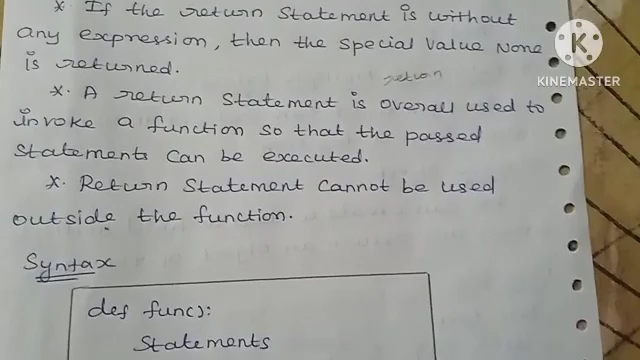 * If the return statement is without
any expression, then the special value None
is returned.
retion
* A return statement is overall used to
invoke a function so that the passed
statements can be executed.
* Return statement cannot be used
outside the function.
Syntax
def func():
Statements
KINEMASTER